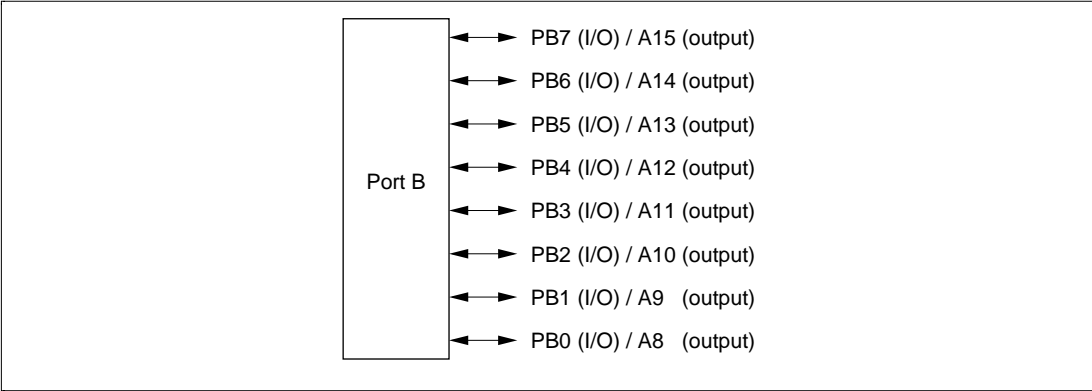 PB7 (I/O) / A15 (output)
PB6 (I/O) / A14 (output)
PB5 (I/O) / A13 (output)
PB4 (I/O) / A12 (output)
Port B
PB3 (I/O) / A11 (output)
PB2 (I/O) / A10 (output)
PB1 (I/O) / A9 (output)
PB0 (I/O) / A8 (output)